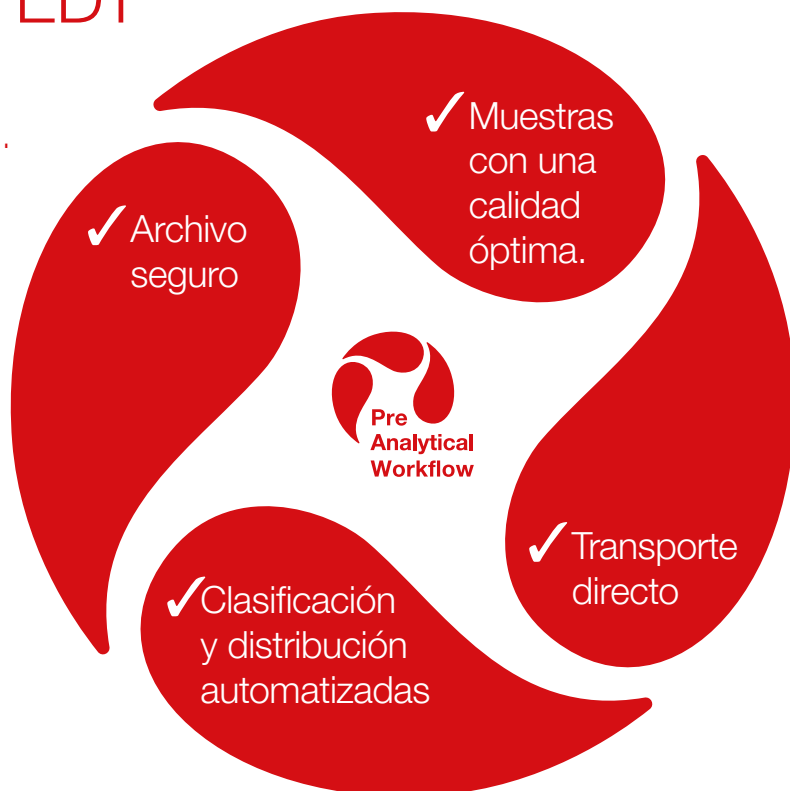 ✓ Muestras
con una
calidad
óptima.
✓ Archivo
seguro
Pre
Analytical
Workflow
✓ Transporte
directo
✓ Clasificación
y distribución
automatizadas